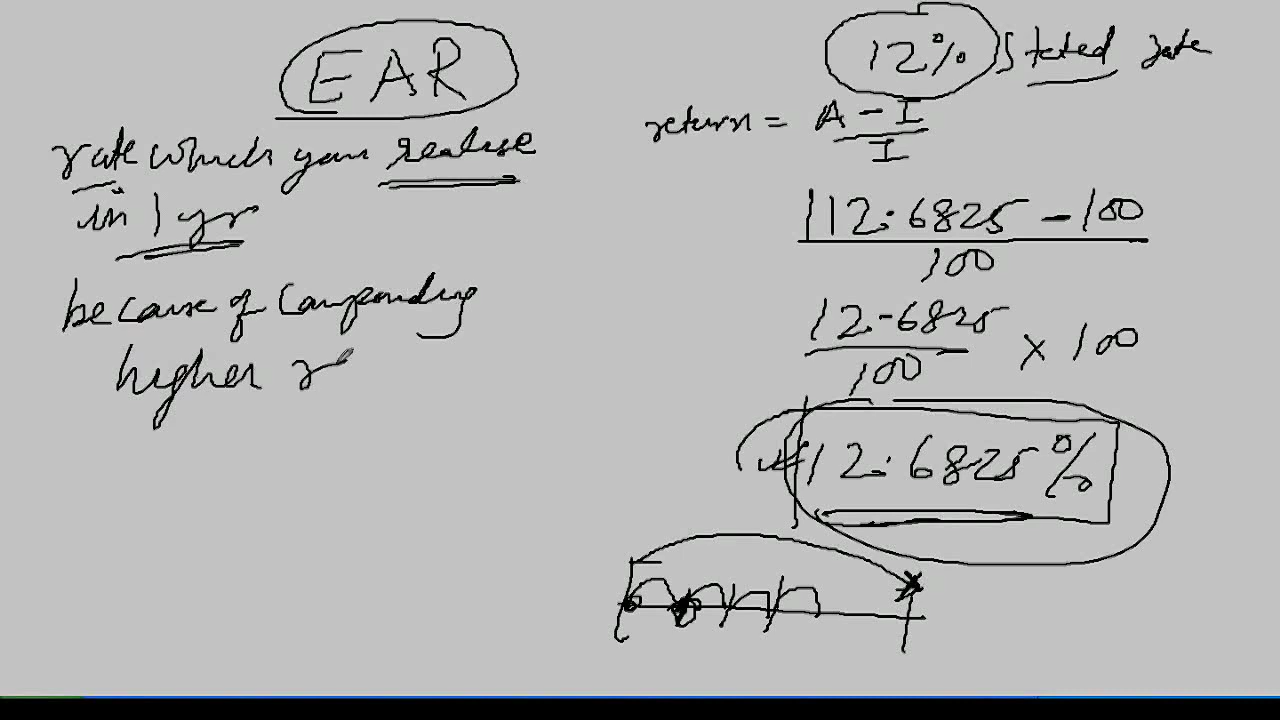 EAR
rate which you realise
in 1 yr
because of compounding
higher r
12% stated rate
return = A - I
I
112.6825 - 100
100
12.6825
100
x 100
12.6825%